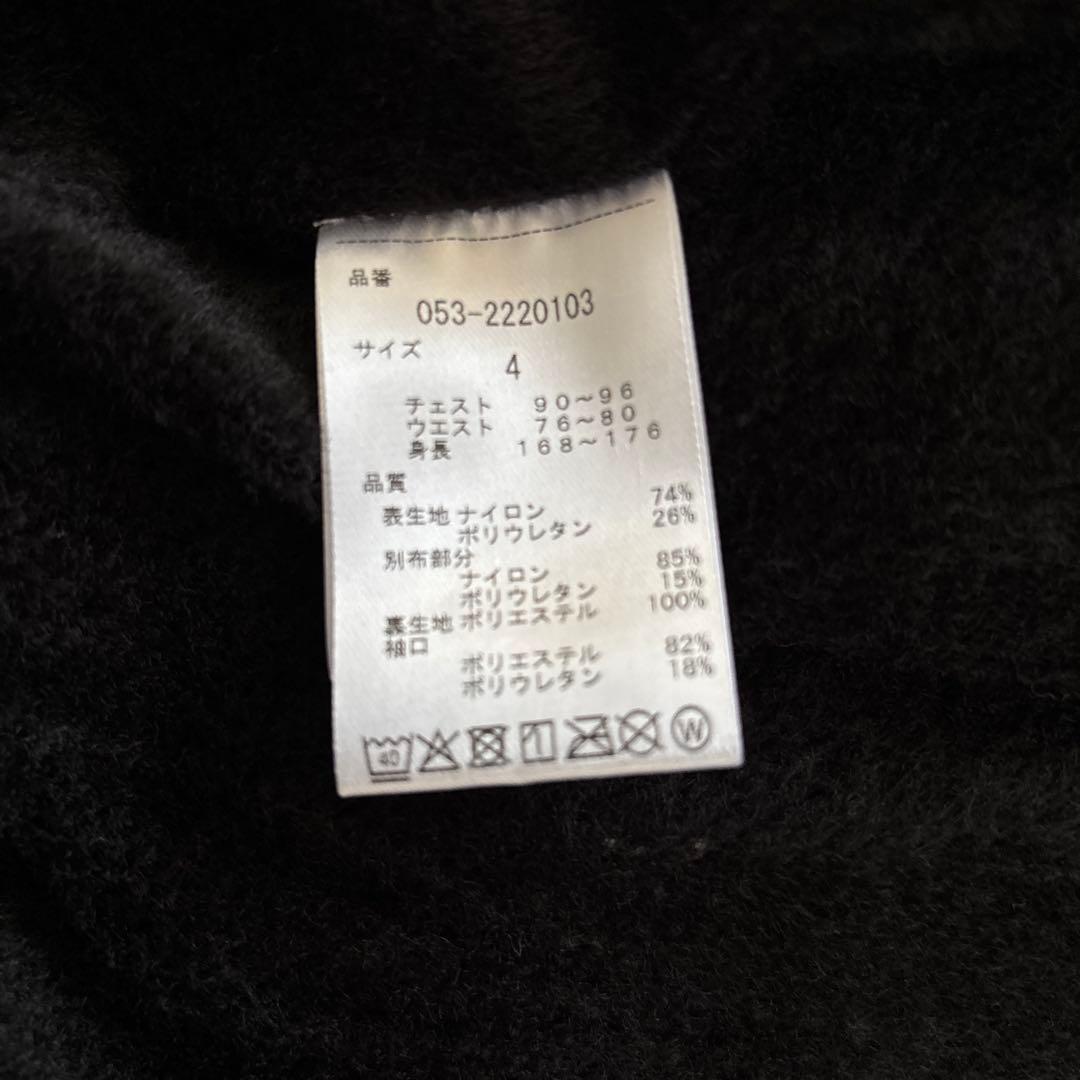 品番
053-2220103
サイズ
4
チェスト 90～96
ウエスト 76～80
身長 168～176
品質
表生地 ナイロン 74%
ポリウレタン 26%
別布部分
ナイロン 85%
ポリウレタン 15%
裏生地 ポリエステル 100%
袖口
ポリエステル 82%
ポリウレタン 18%
40 W